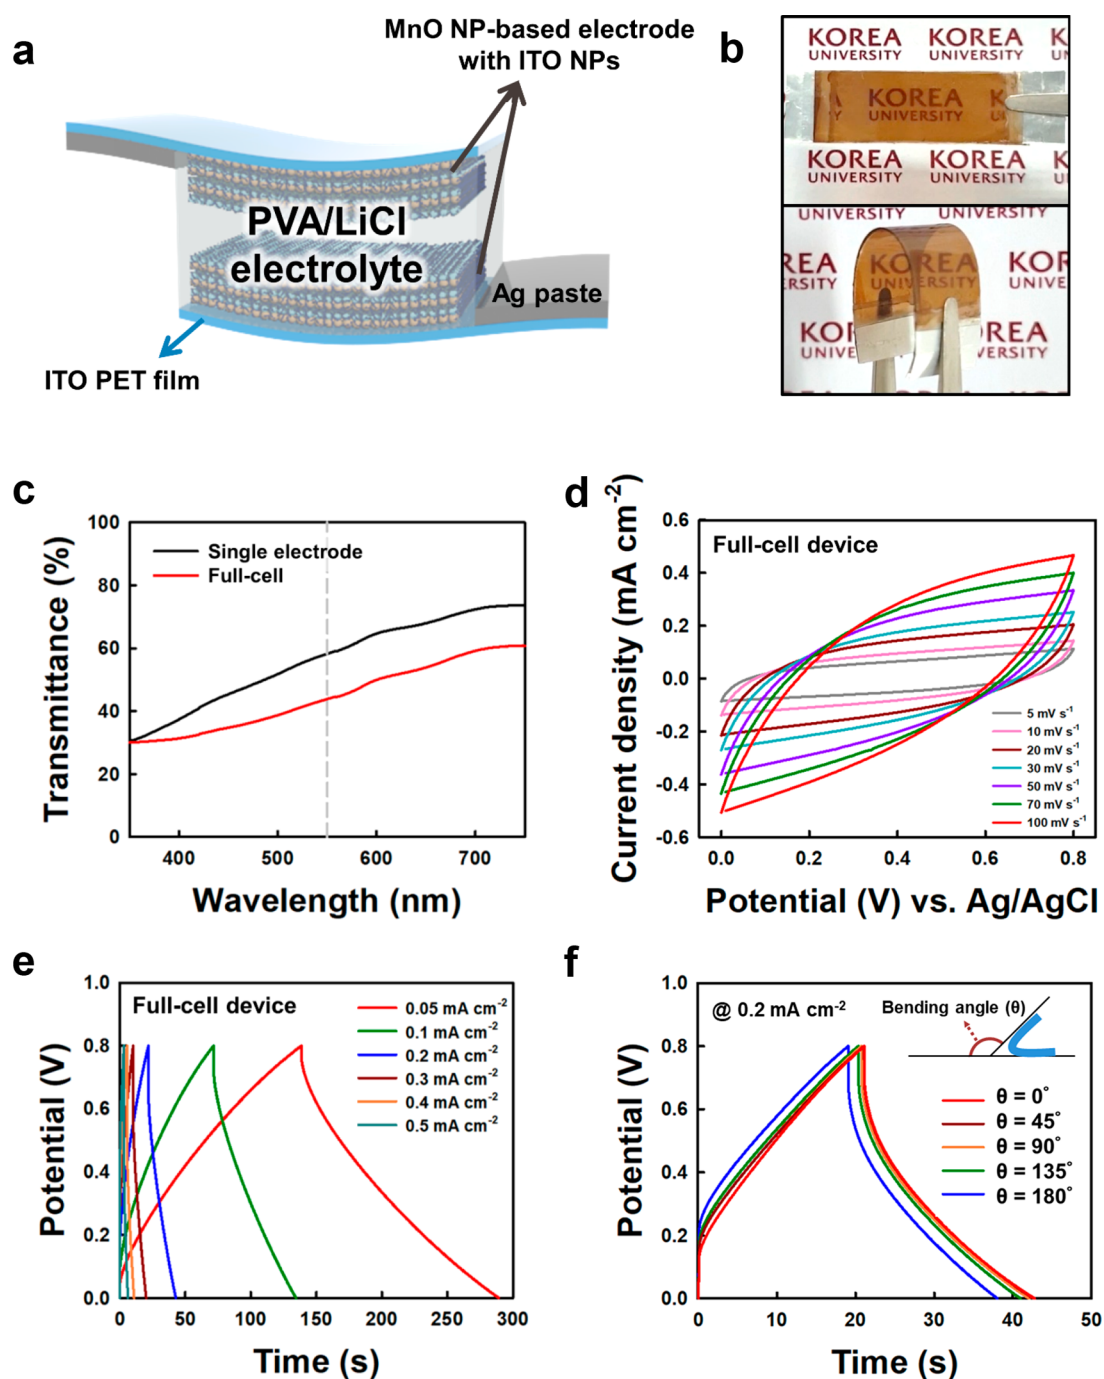 a
MnO NP-based electrode
with ITO NPs
PVA/LiCl
electrolyte
Ag paste
ITO PET film
b
KOREA KOREA K
UNIVERSITY UNIVERSITY UN
KOREA K
UNIVERSITY
KOREA KOREA K
UNIVERSITY UNIVERSITY UN
UNIVERSITY UNIVERSITY
REA KOR
ERSITY UNIVER
KOREA
UNIVE VERSITY
c
Transmittance (%)
100
80
60
40
20
0
Single electrode
Full-cell
400 500 600 700
Wavelength (nm)
d
Current density (mA cm⁻²)
0.6
0.4
0.2
0.0
-0.2
-0.4
-0.6
Full-cell device
5 mV s⁻¹
10 mV s⁻¹
20 mV s⁻¹
30 mV s⁻¹
50 mV s⁻¹
70 mV s⁻¹
100 mV s⁻¹
0.0 0.2 0.4 0.6 0.8
Potential (V) vs. Ag/AgCl
e
Potential (V)
1.0
0.8
0.6
0.4
0.2
0.0
Full-cell device
0.05 mA cm⁻²
0.1 mA cm⁻²
0.2 mA cm⁻²
0.3 mA cm⁻²
0.4 mA cm⁻²
0.5 mA cm⁻²
0 50 100 150 200 250 300
Time (s)
f
Potential (V)
1.0
0.8
0.6
0.4
0.2
0.0
@ 0.2 mA cm⁻²
Bending angle (θ)
θ = 0°
θ = 45°
θ = 90°
θ = 135°
θ = 180°
0 10 20 30 40 50
Time (s)